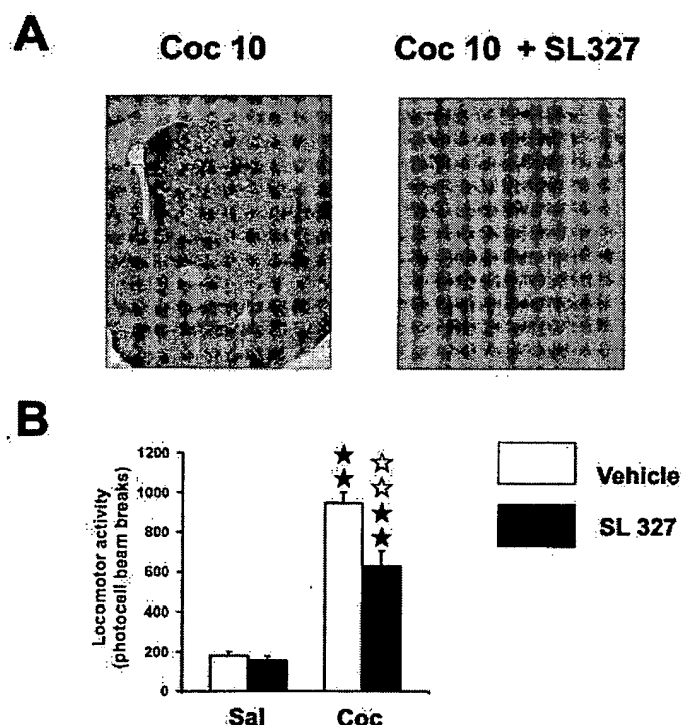 A
Coc 10
Coc 10 + SL327
B
Locomotor activity
(photocell beam breaks)
1200
1000
800
600
400
200
0
Sal
Coc
Vehicle
SL 327